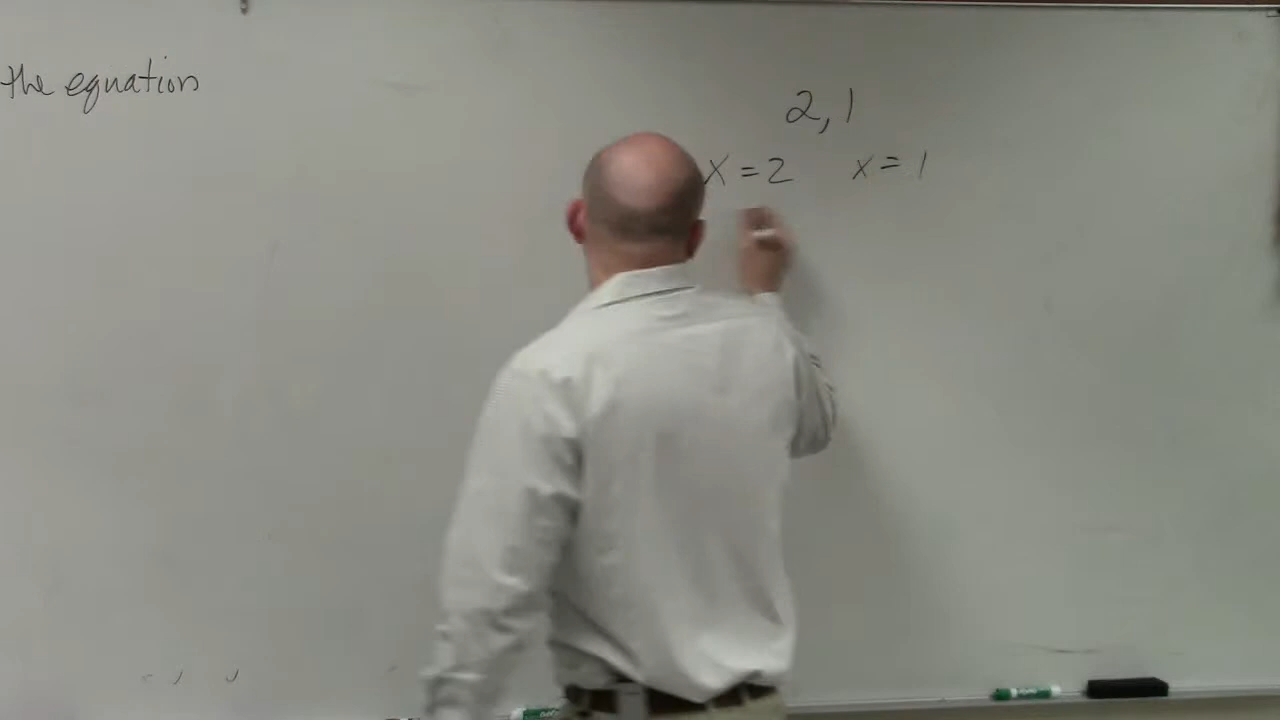 the equation
2, 1
x = 2 x = 1